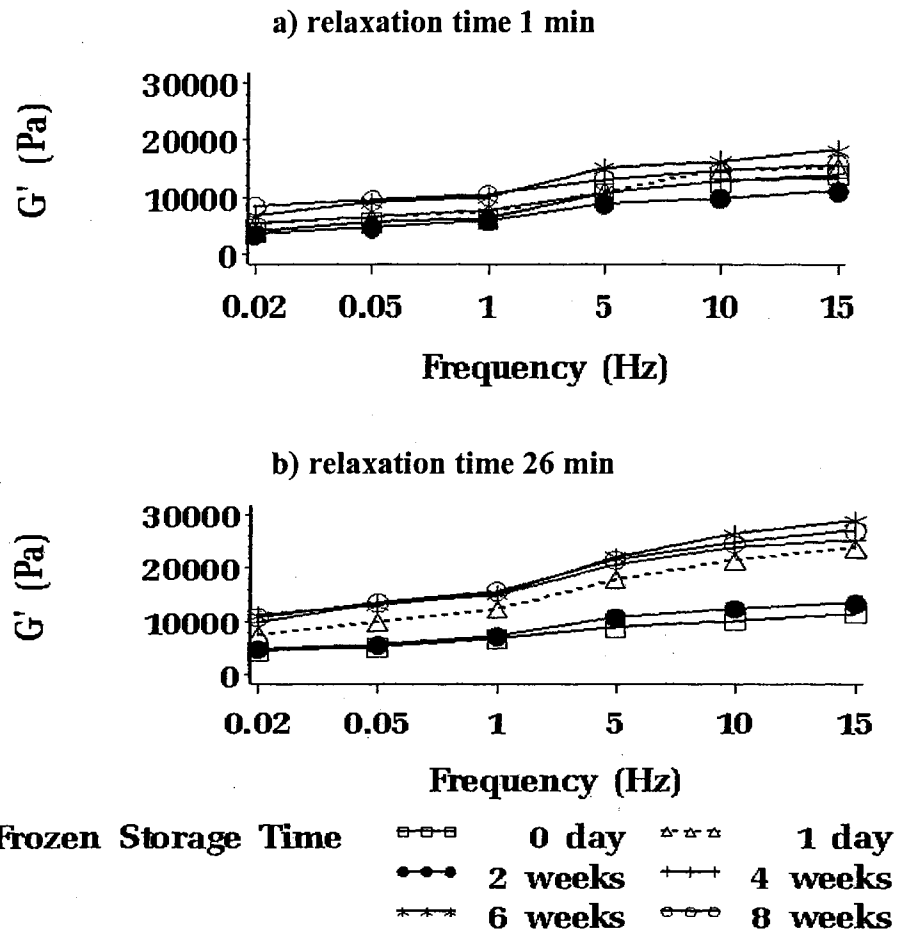 a) relaxation time 1 min
G' (Pa)
30000
20000
10000
0
0.02 0.05 1 5 10 15
Frequency (Hz)
b) relaxation time 26 min
G' (Pa)
30000
20000
10000
0
0.02 0.05 1 5 10 15
Frequency (Hz)
Frozen Storage Time 0 day 1 day
2 weeks 4 weeks
6 weeks 8 weeks